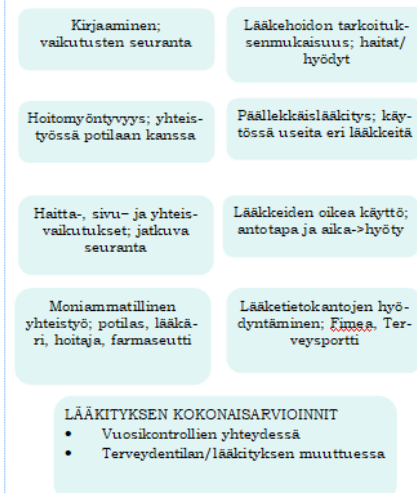 Kirjaaminen;
vaikutusten seuranta
Lääkehoidon tarkoituk-
senmukaisuus; haitat/
hyödyt
Hoitomyöntyvyys; yhteis-
työssä potilaan kanssa
Päällekkäislääkitys; käy-
tössä useita eri lääkkeitä
Haitta-, sivu– ja yhteis-
vaikutukset; jatkuva
seuranta
Lääkkeiden oikea käyttö;
antotapa ja aika->hyöty
Moniammatillinen
yhteistyö; potilas, lääkä-
ri, hoitaja, farmaseutti
Lääketietokantojen hyö-
dyntäminen; Fimea, Ter-
veysportti
LÄÄKITYKSEN KOKONAISARVIOINNIT
• Vuosikontrollien yhteydessä
• Terveydentilan/lääkityksen muuttuessa